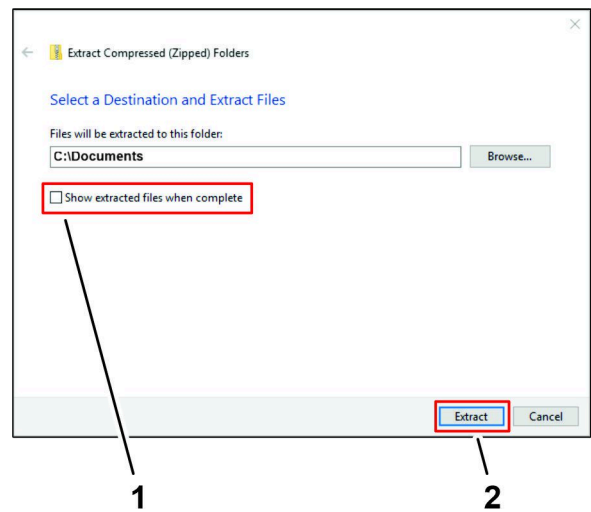 Extract Compressed (Zipped) Folders
Select a Destination and Extract Files
Files will be extracted to this folder:
C:\Documents
Browse...
Show extracted files when complete
Extract
Cancel
1
2